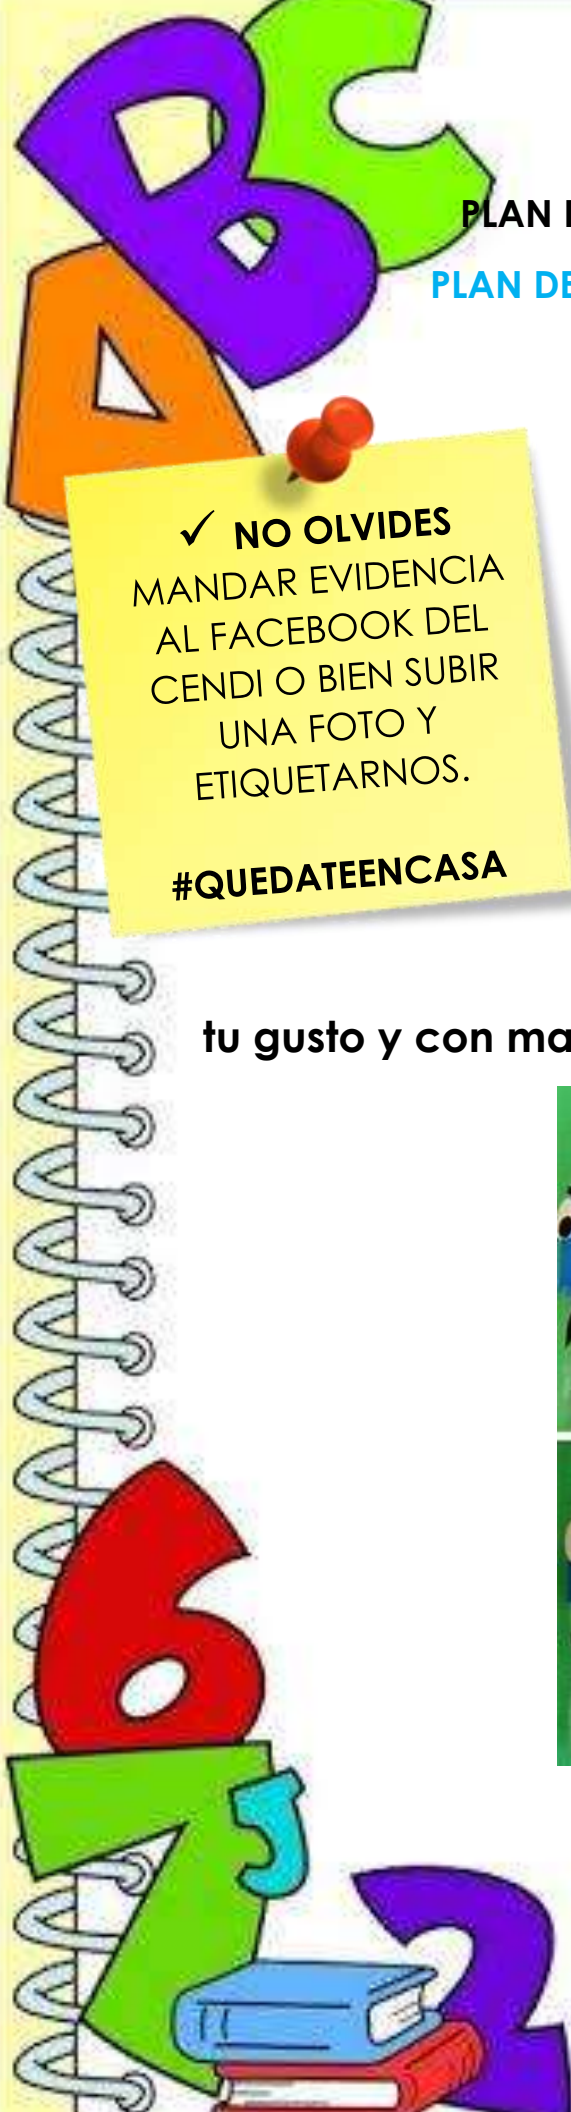 PLAN
PLAN DE
✓ NO OLVIDES
MANDAR EVIDENCIA
AL FACEBOOK DEL
CENDI O BIEN SUBIR
UNA FOTO Y
ETIQUETARNOS.
#QUEDATEENCASA
tu gusto y con ma